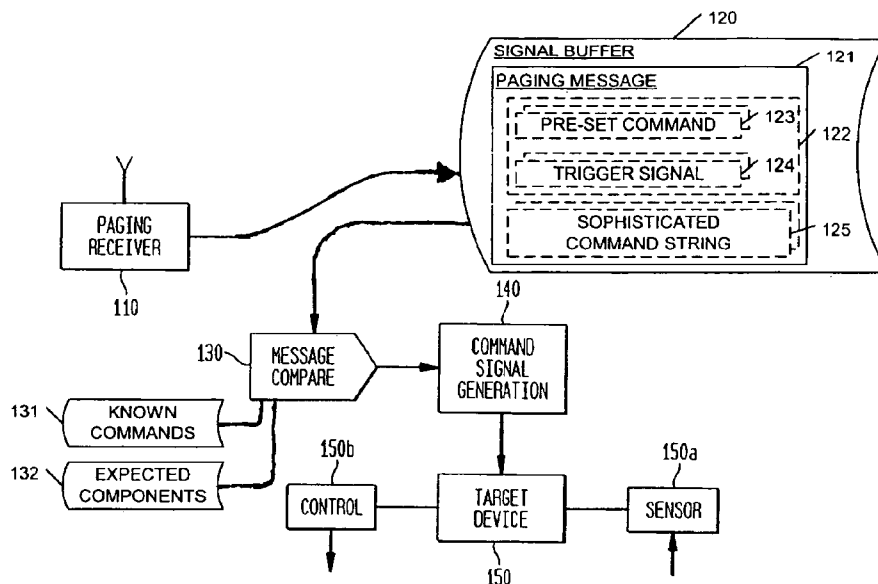 120
SIGNAL BUFFER
121
PAGING MESSAGE
PRE-SET COMMAND
123
122
TRIGGER SIGNAL
124
SOPHISTICATED
COMMAND STRING
125
PAGING
RECEIVER
110
140
130
MESSAGE
COMPARE
COMMAND
SIGNAL
GENERATION
131
KNOWN
COMMANDS
132
EXPECTED
COMPONENTS
150b
CONTROL
TARGET
DEVICE
150
150a
SENSOR